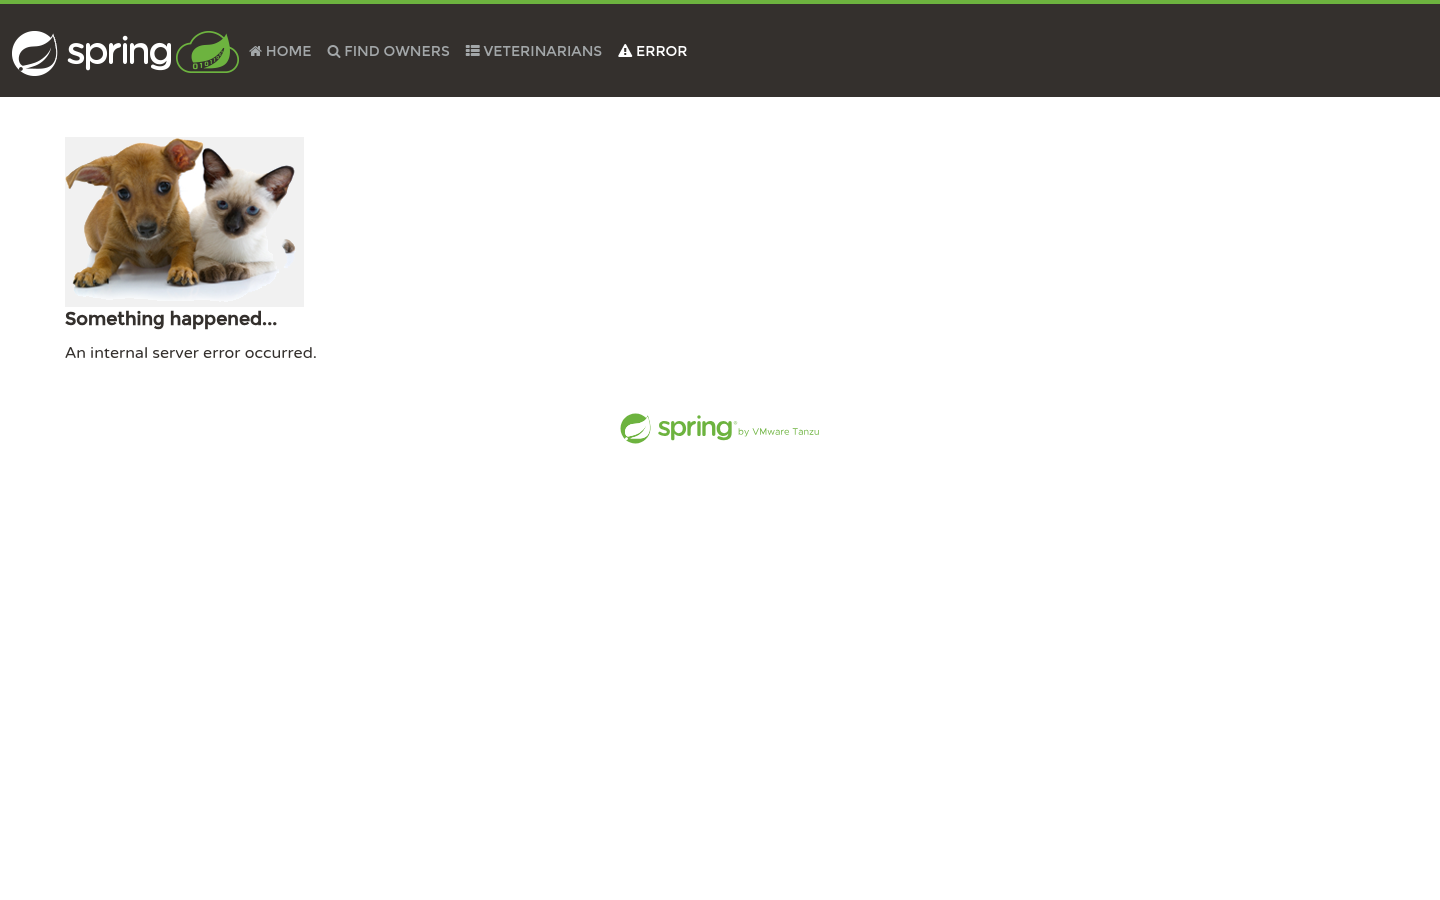 spring HOME FIND OWNERS VETERINARIANS ERROR
Something happened...
An internal server error occurred.
spring by VMware Tanzu